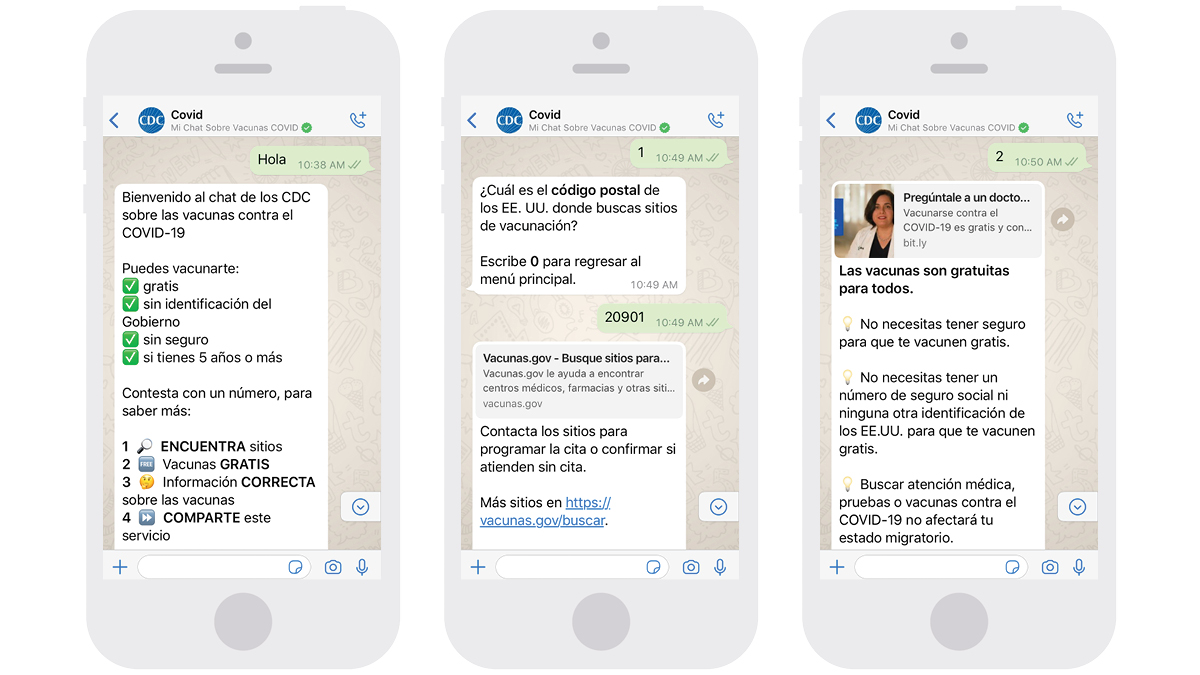 CDC
Covid
Mi Chat Sobre Vacunas COVID
Hola
10:38 AM
Bienvenido al chat de los CDC
sobre las vacunas contra el
COVID-19
Puedes vacunarte:
✅ gratis
✅ sin identificación del
Gobierno
✅ sin seguro
✅ si tienes 5 años o más
Contesta con un número, para
saber más:
1 🔎 ENCUENTRA sitios
2 🆓 Vacunas GRATIS
3 🤔 Información CORRECTA
sobre las vacunas
4 ⏩ COMPARTE este
servicio
CDC
Covid
Mi Chat Sobre Vacunas COVID
1
10:49 AM
¿Cuál es el código postal de
los EE. UU. donde buscas sitios
de vacunación?
Escribe 0 para regresar al
menú principal.
10:49 AM
20901
10:49 AM
Vacunas.gov - Busque sitios para...
Vacunas.gov le ayuda a encontrar
centros médicos, farmacias y otras siti...
vacunas.gov
Contacta los sitios para
programar la cita o confirmar si
atienden sin cita.
Más sitios en https://
vacunas.gov/buscar.
CDC
Covid
Mi Chat Sobre Vacunas COVID
2
10:50 AM
Pregúntale a un docto...
Vacunarse contra el
COVID-19 es gratis y con...
bit.ly
Las vacunas son gratuitas
para todos.
💡 No necesitas tener seguro
para que te vacunen gratis.
💡 No necesitas tener un
número de seguro social ni
ninguna otra identificación de
los EE.UU. para que te vacunen
gratis.
💡 Buscar atención médica,
pruebas o vacunas contra el
COVID-19 no afectará tu
estado migratorio.